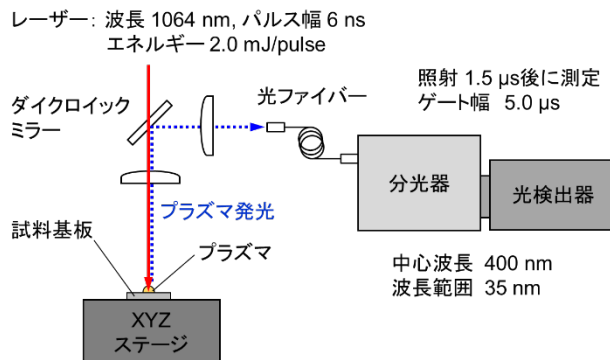 レーザー： 波長 1064 nm, パルス幅 6 ns
エネルギー 2.0 mJ/pulse
ダイクロイック
ミラー
光ファイバー
照射 1.5 µs後に測定
ゲート幅 5.0 µs
分光器
光検出器
プラズマ発光
試料基板
プラズマ
中心波長 400 nm
波長範囲 35 nm
XYZ
ステージ